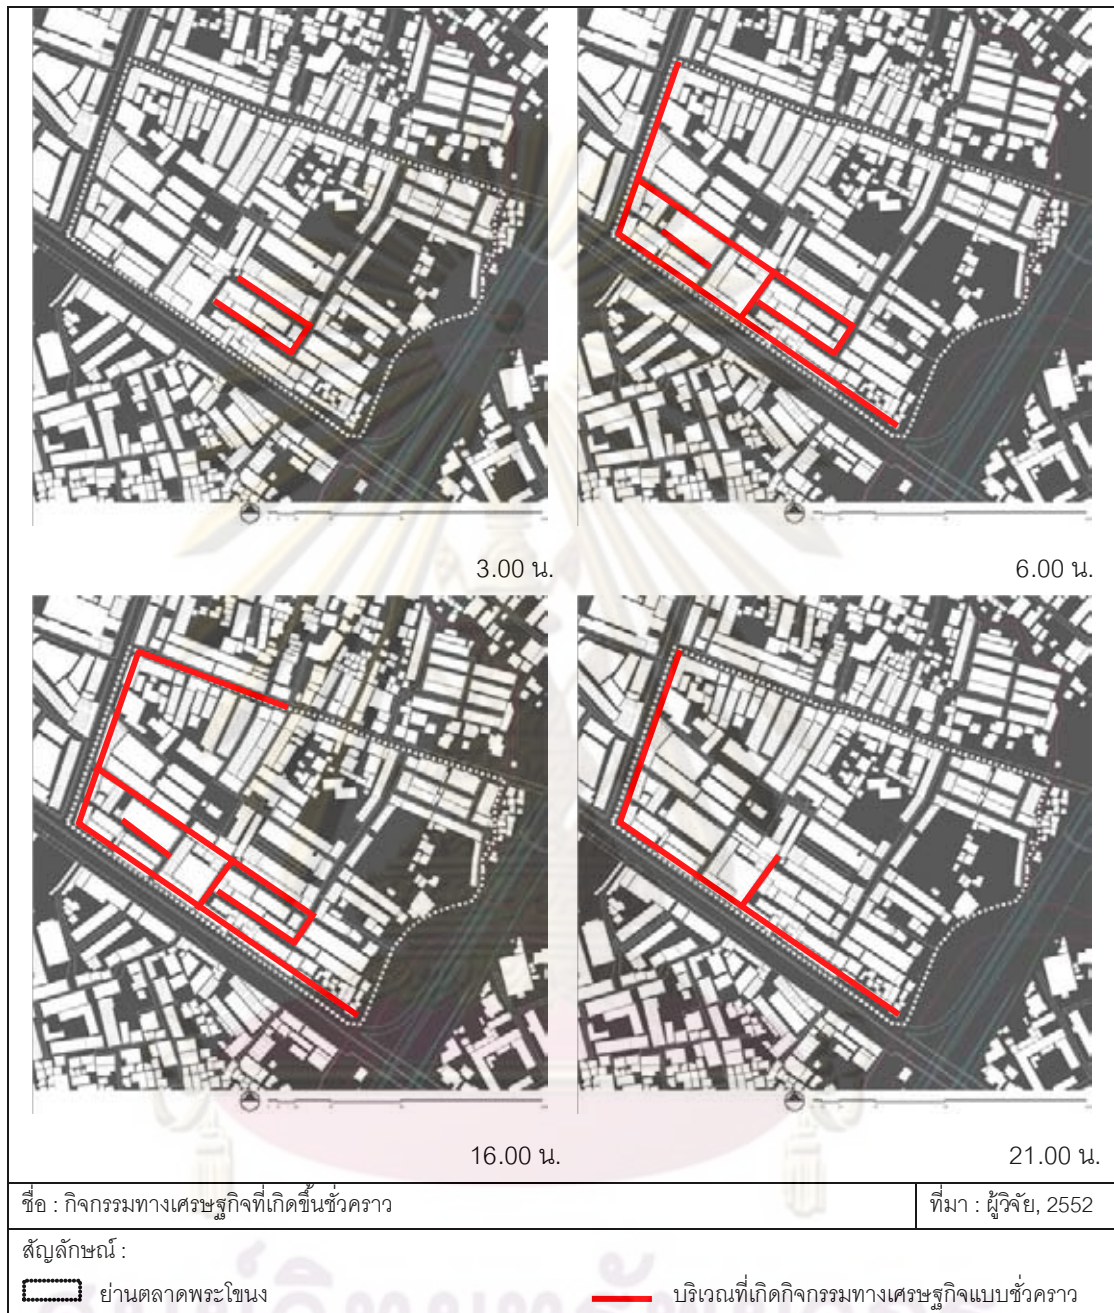 3.00 น.
6.00 น.
16.00 น.
21.00 น.
ชื่อ : กิจกรรมทางเศรษฐกิจที่เกิดขึ้นชั่วคราว
ที่มา : ผู้วิจัย, 2552
สัญลักษณ์ :
ย่านตลาดพระโขนง
บริเวณที่เกิดกิจกรรมทางเศรษฐกิจแบบชั่วคราว